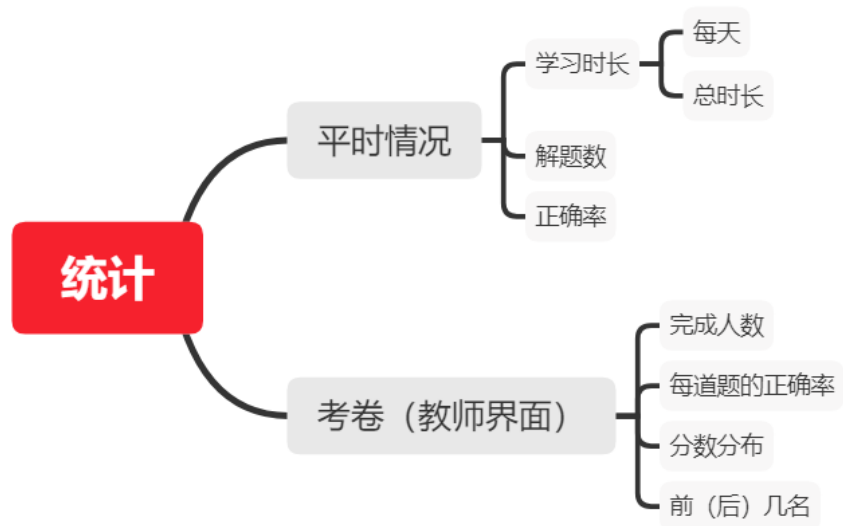 统计
平时情况
学习时长
每天
总时长
解题数
正确率
考卷（教师界面）
完成人数
每道题的正确率
分数分布
前（后）几名